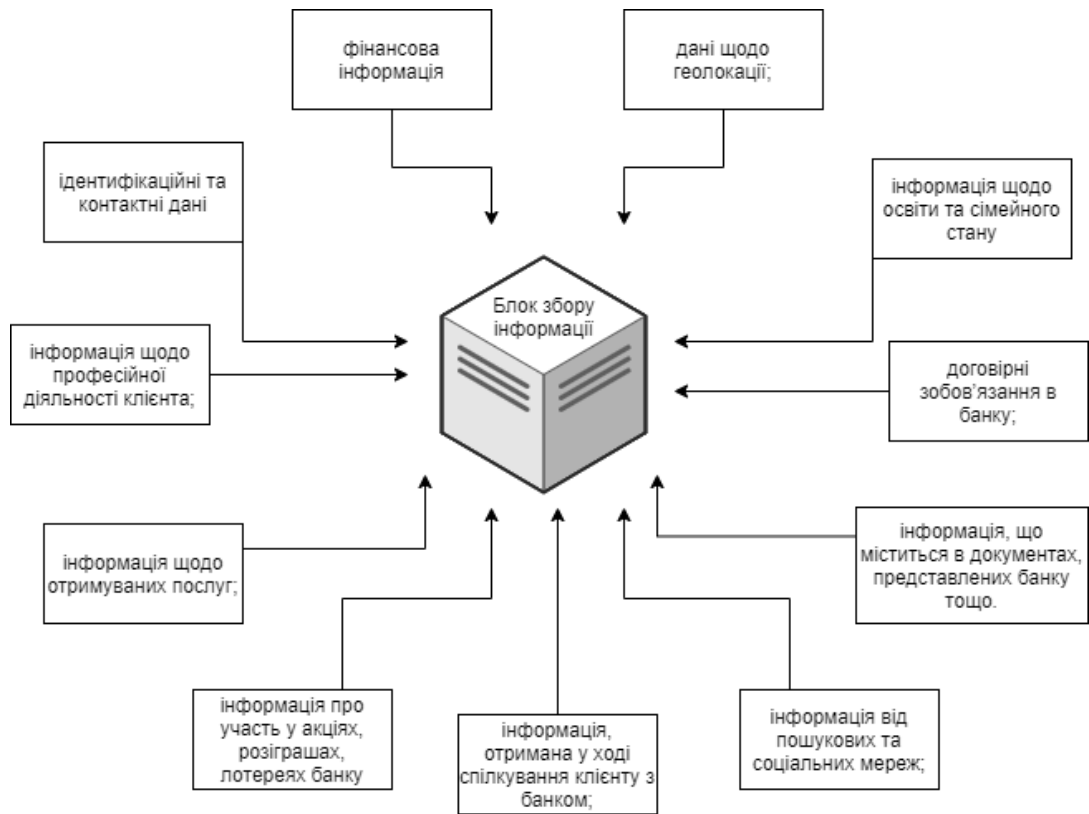 фінансова
інформація
дані щодо
геолокації;
ідентифікаційні та
контактні дані
інформація щодо
освіти та сімейного
стану
Блок збору
інформації
інформація щодо
професійної
діяльності клієнта;
договірні
зобов’язання в
банку;
інформація щодо
отримуваних послуг;
інформація, що
міститься в документах,
представлених банку
тощо.
інформація про
участь у акціях,
розіграшах,
лотереях банку
інформація,
отримана у ході
спілкування клієнту з
банком;
інформація від
пошукових та
соціальних мереж;